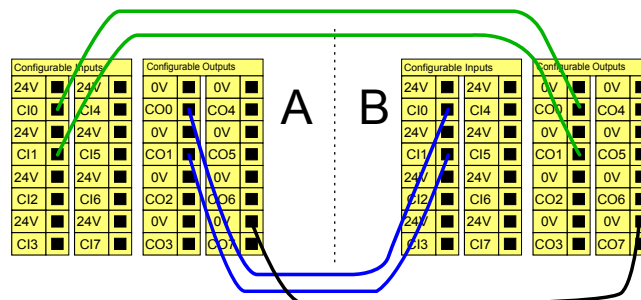 Configurable Inputs Configurable Outputs A B Configurable Inputs Configurable Outputs
24V 24V 0V 0V 24V 24V 0V 0V
CI0 CI4 CO0 CO4 CI0 CI4 CO0 CO4
24V 24V 0V 0V 24V 24V 0V 0V
CI1 CI5 CO1 CO5 CI1 CI5 CO1 CO5
24V 24V 0V 0V 24V 24V 0V 0V
CI2 CI6 CO2 CO6 CI2 CI6 CO2 CO6
24V 24V 0V 0V 24V 24V 0V 0V
CI3 CI7 CO3 CO7 CI3 CI7 CO3 CO7